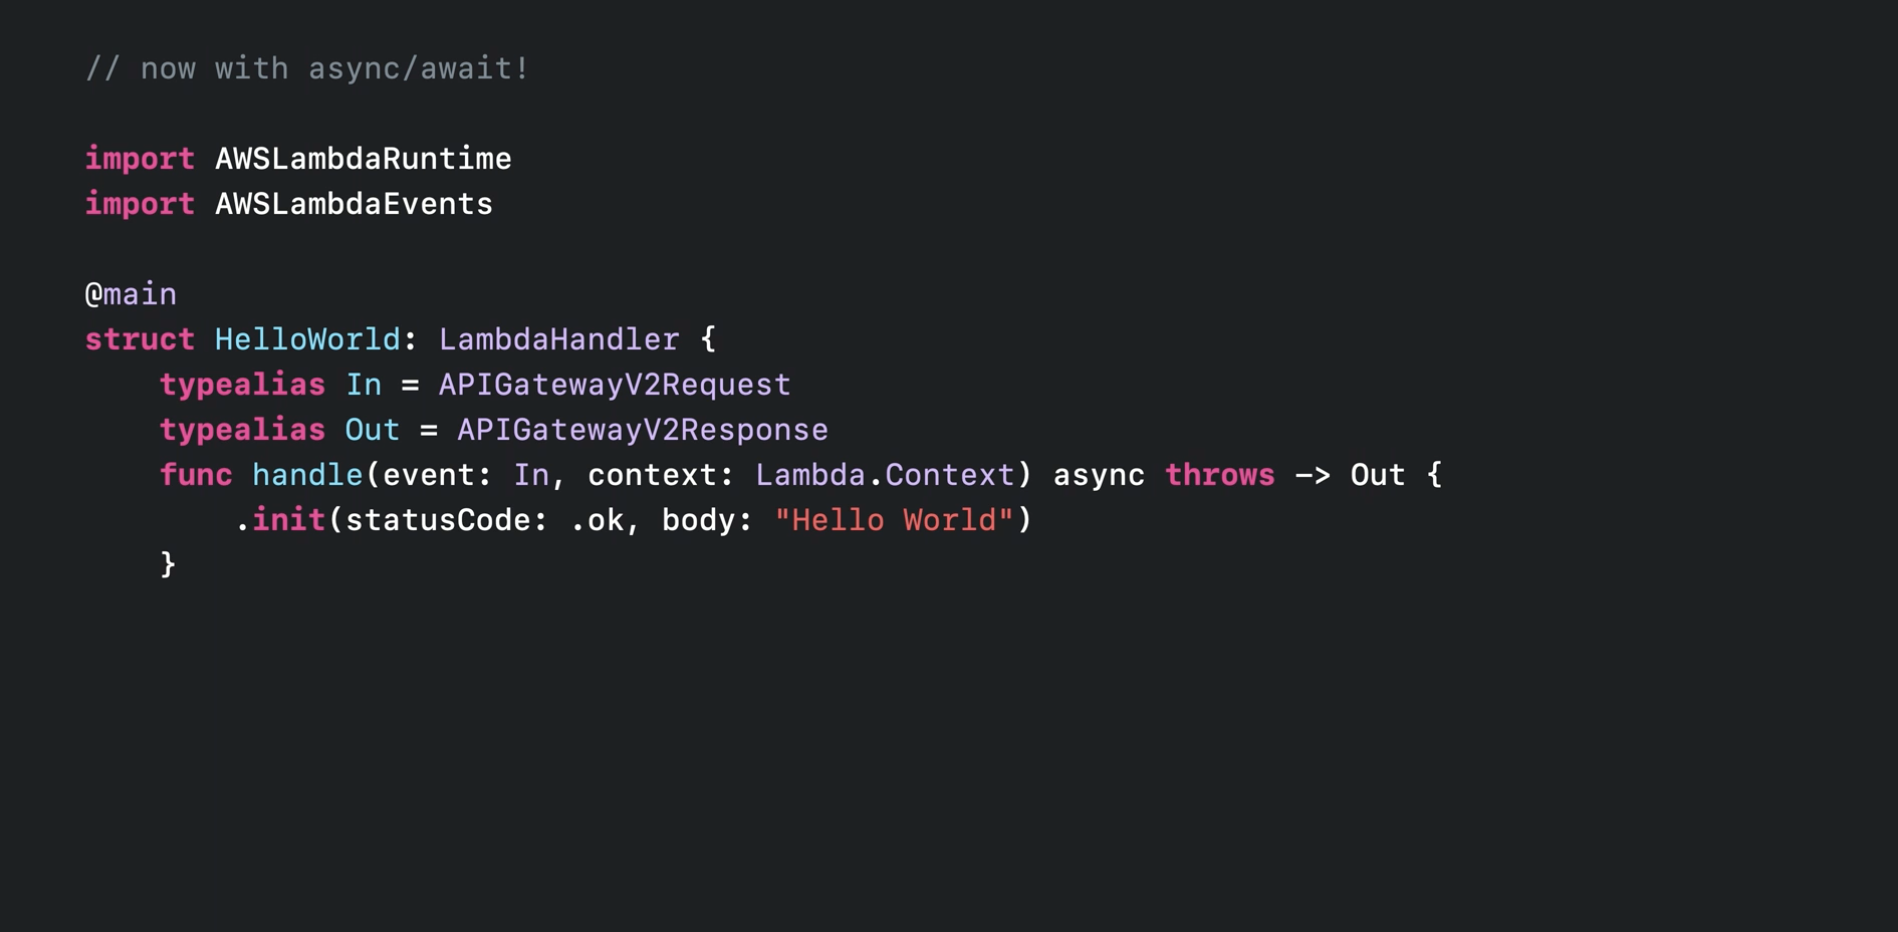 // now with async/await!
import AWSLambdaRuntime
import AWSLambdaEvents
@main
struct HelloWorld: LambdaHandler {
    typealias In = APIGatewayV2Request
    typealias Out = APIGatewayV2Response
    func handle(event: In, context: Lambda.Context) async throws -> Out {
        .init(statusCode: .ok, body: "Hello World")
    }